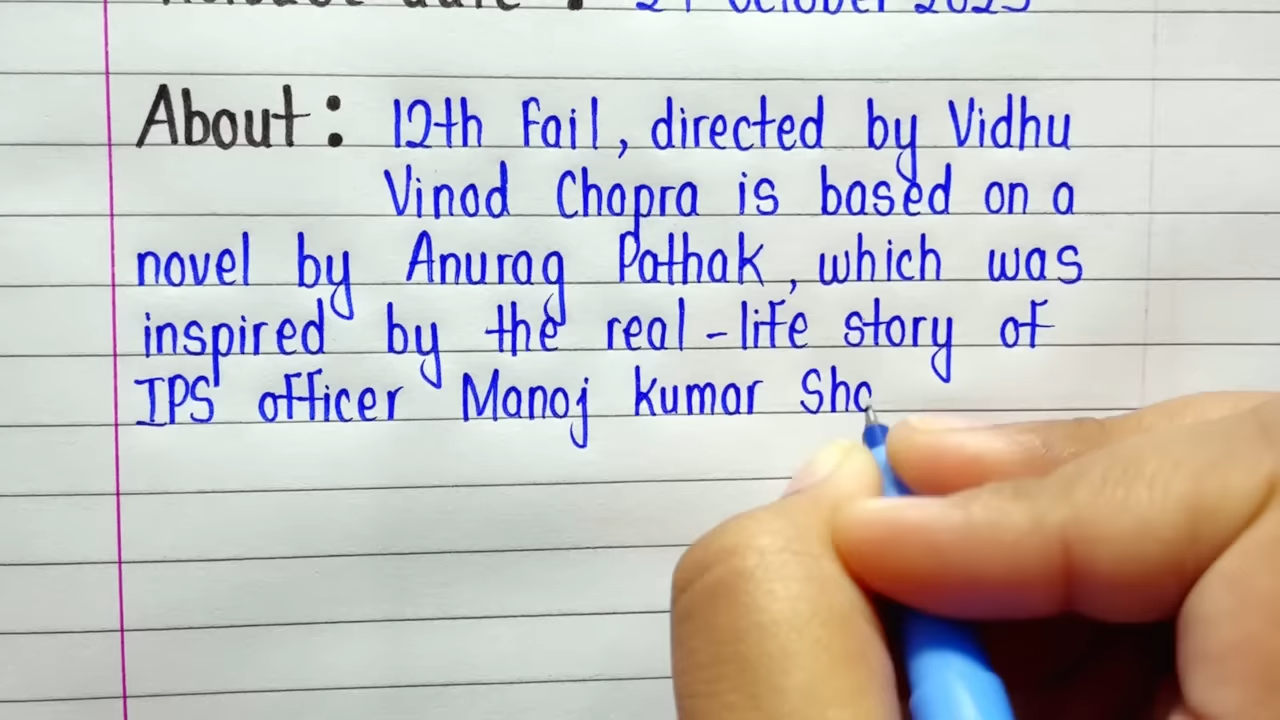 About: 12th Fail, directed by Vidhu
Vinod Chopra is based on a
novel by Anurag Pathak, which was
inspired by the real-life story of
IPS officer Manoj Kumar Sha